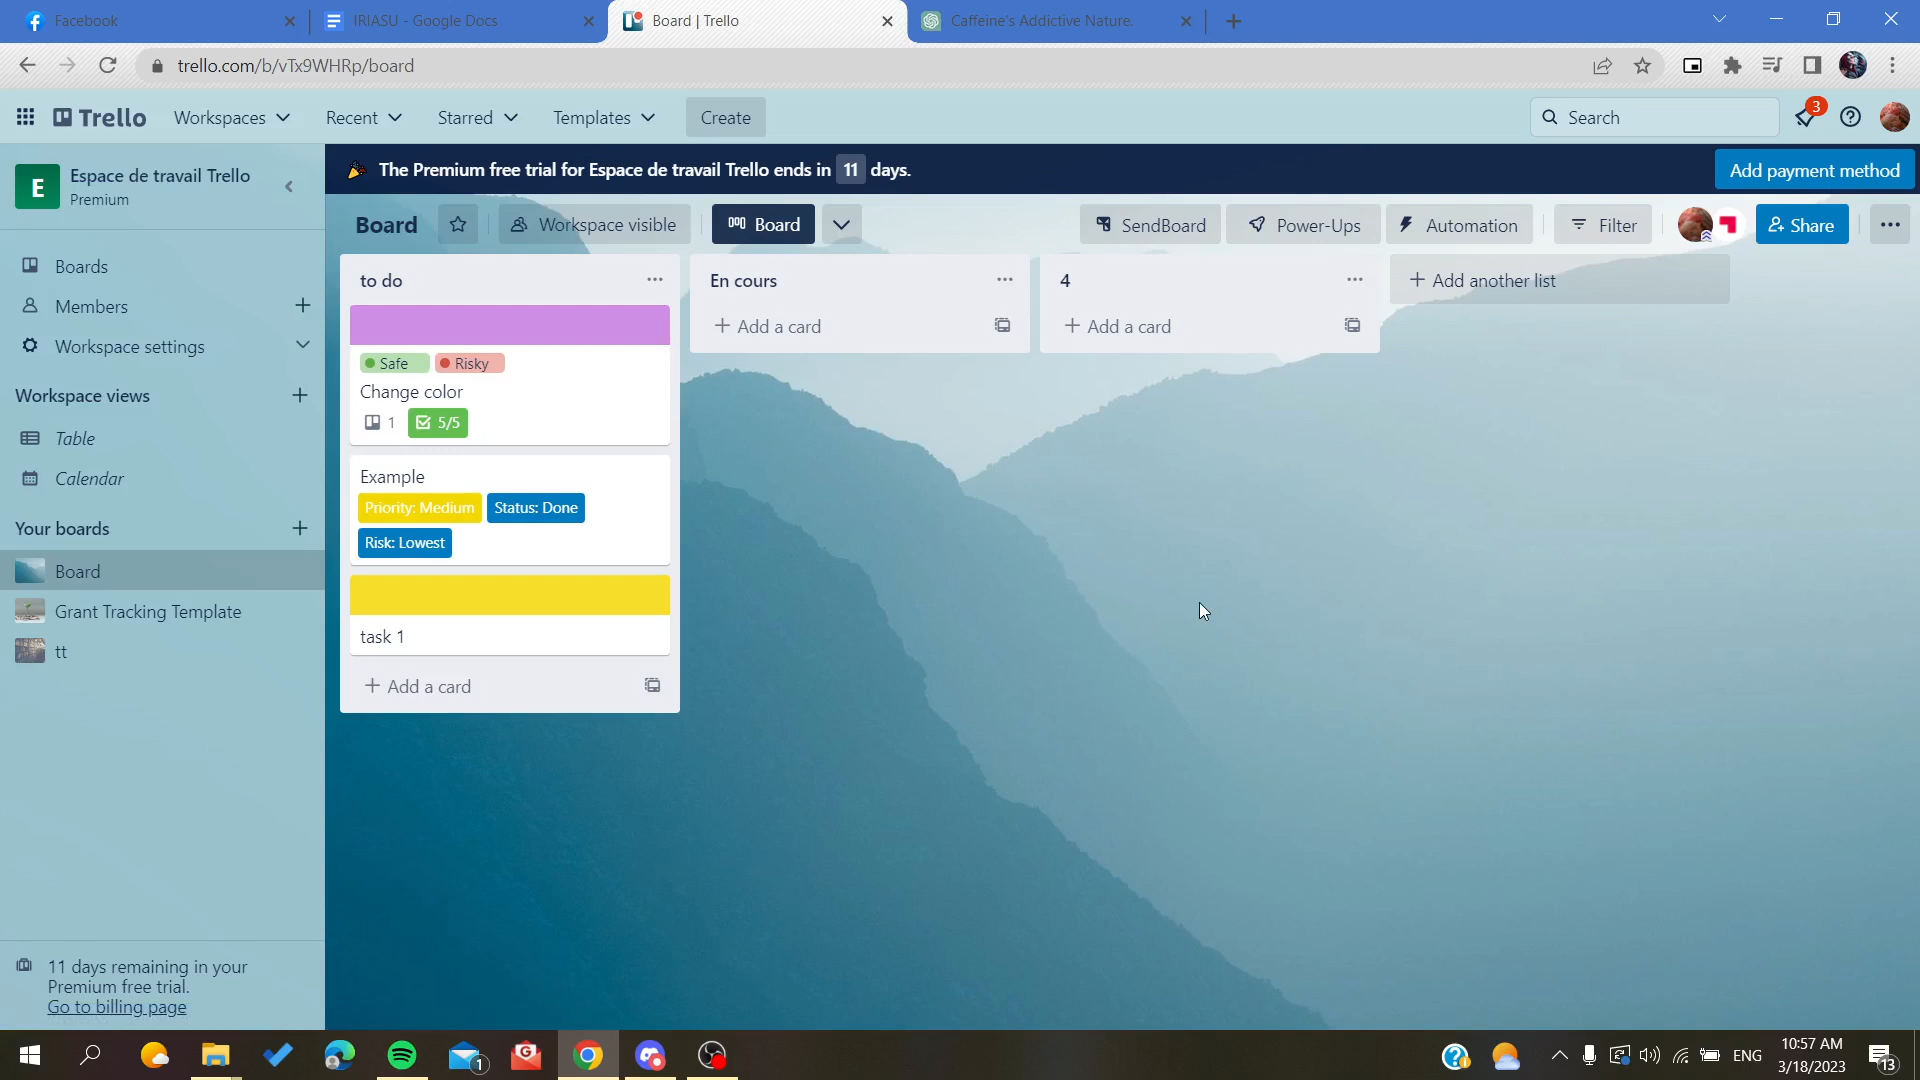 Facebook
IRIASU - Google Docs
Board | Trello
Caffeine's Addictive Nature.
trello.com/b/vTx9WHRp/board
Trello
Workspaces
Recent
Starred
Templates
Create
Search
3
E
Espace de travail Trello
Premium
The Premium free trial for Espace de travail Trello ends in 11 days.
Add payment method
Board
Workspace visible
Board
SendBoard
Power-Ups
Automation
Filter
Share
Boards
Members
Workspace settings
Workspace views
Table
Calendar
Your boards
Board
Grant Tracking Template
tt
to do
Safe
Risky
Change color
1
5/5
Example
Priority: Medium
Status: Done
Risk: Lowest
task 1
+ Add a card
En cours
+ Add a card
4
+ Add a card
+ Add another list
11 days remaining in your
Premium free trial.
Go to billing page
1
ENG
10:57 AM
3/18/2023
13